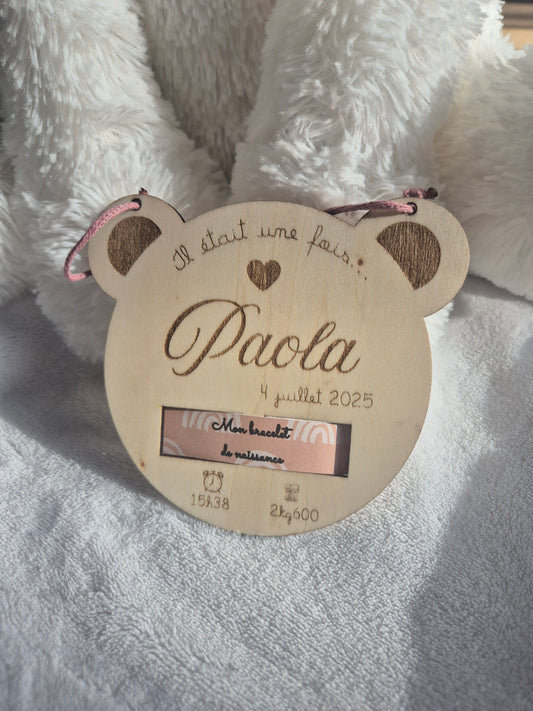 Il était une fois...
Paola
4 juillet 2025
Mon bracelet
de naissance
15h38
2kg600